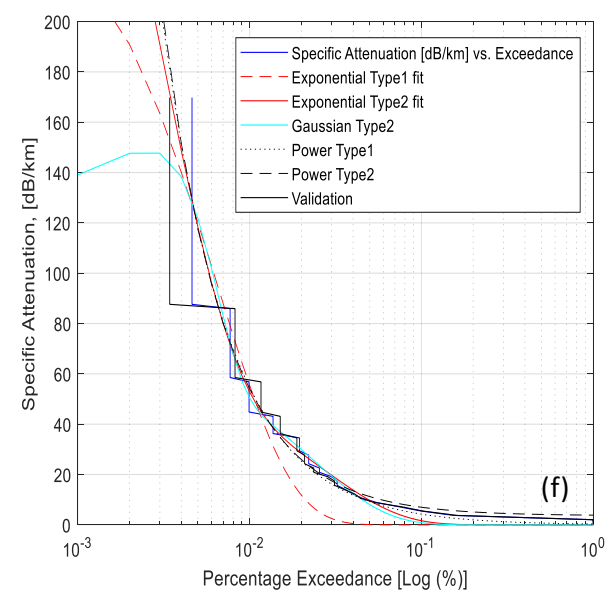 200
180
160
140
120
100
80
60
40
20
0
Specific Attenuation, [dB/km]
Specific Attenuation [dB/km] vs. Exceedance
Exponential Type1 fit
Exponential Type2 fit
Gaussian Type2
Power Type1
Power Type2
Validation
(f)
10^-3
10^-2
10^-1
10^0
Percentage Exceedance [Log (%)]